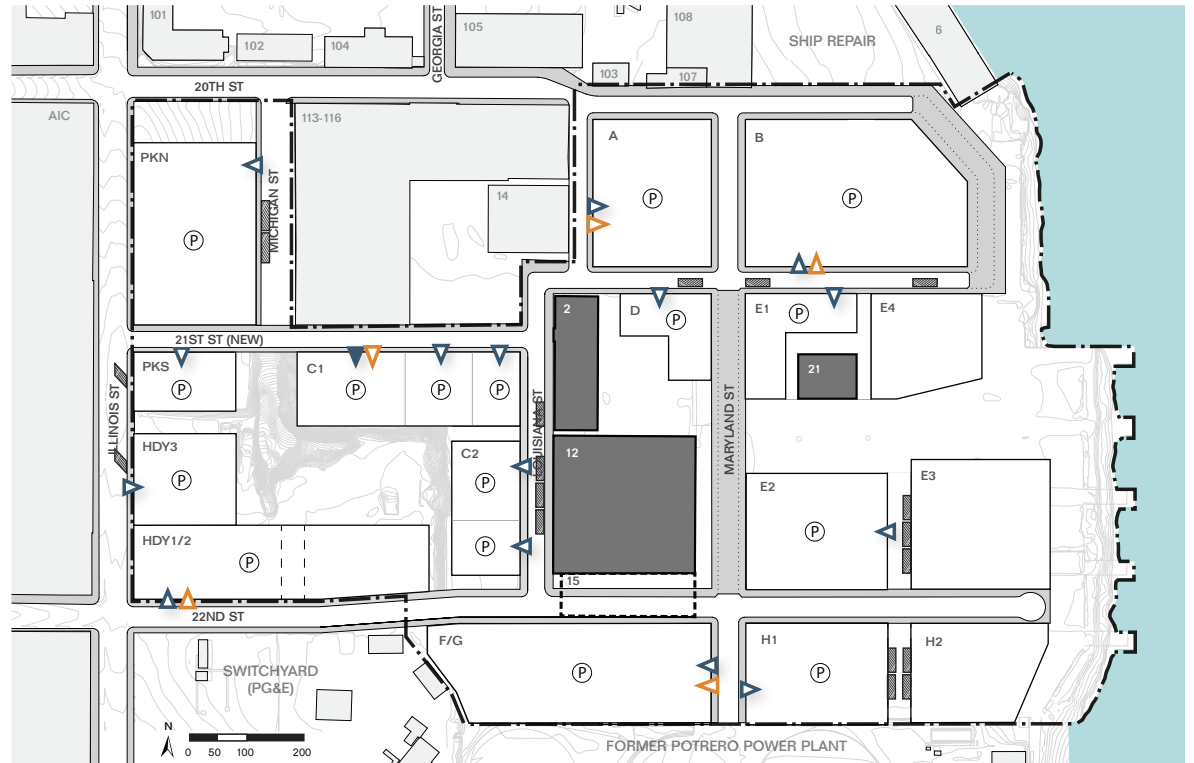 101
102
104
GEORGIA ST
105
103
108
107
SHIP REPAIR
6
20TH ST
AIC
PKN
P
MICHIGAN ST
113-116
14
A
P
B
P
21ST ST (NEW)
PKS
P
C1
P
P
P
2
D
P
E1
P
E4
21
ILLINOIS ST
LOUISIANA ST
MARYLAND ST
HDY3
P
C2
P
P
12
E2
P
E3
HDY1/2
P
15
22ND ST
F/G
P
H1
P
H2
SWITCHYARD
(PG&E)
N
0 50 100 200
FORMER POTRERO POWER PLANT